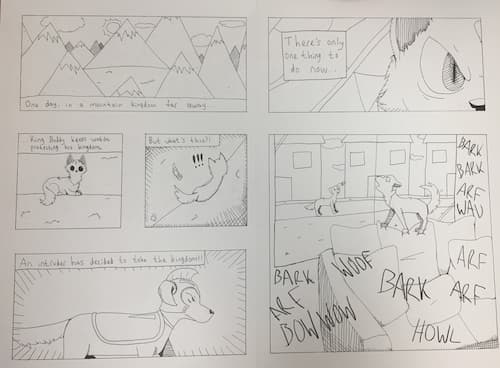 One day, in a mountain kingdom far away.
King Buddy keeps watch
protecting his kingdom.
But what's this?!
!!!
An intruder has decided to take the kingdom!!!
There's only
one thing to
do now...
BARK
BARK
ARF
WAU
ARF
ARF
WOOF
BARK
BARK
ARF
BOW WOW
HOWL